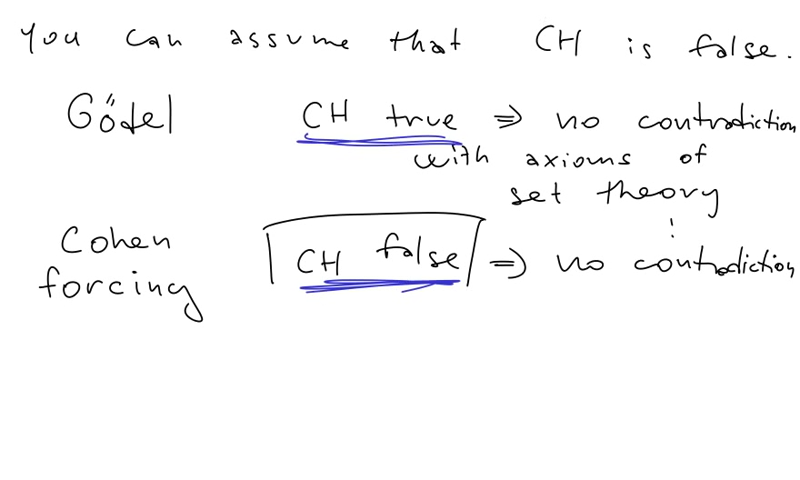 You can assume that CH is false.
Gödel CH true ⇒ no contradiction
with axioms of
set theory
Cohen CH false ⇒ no contradiction
forcing